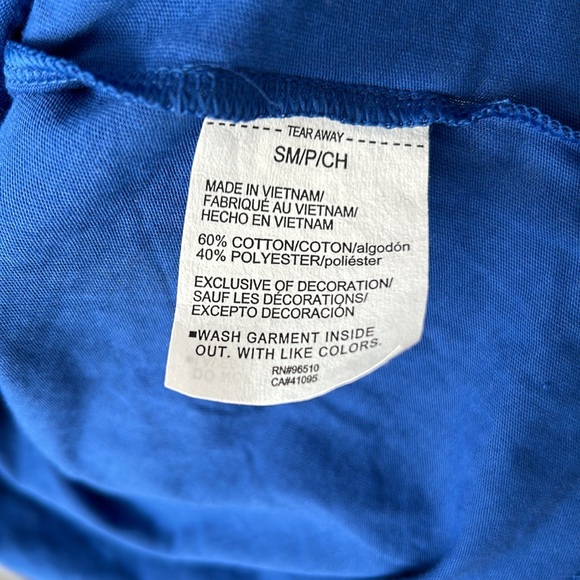 TEAR AWAY
SM/P/CH
MADE IN VIETNAM/
FABRIQUÉ AU VIETNAM/
HECHO EN VIETNAM
60% COTTON/COTON/algodón
40% POLYESTER/poliéster
EXCLUSIVE OF DECORATION/
SAUF LES DÉCORATIONS/
EXCEPTO DECORACIÓN
▪WASH GARMENT INSIDE
OUT. WITH LIKE COLORS.
RN#96510
CA#41095